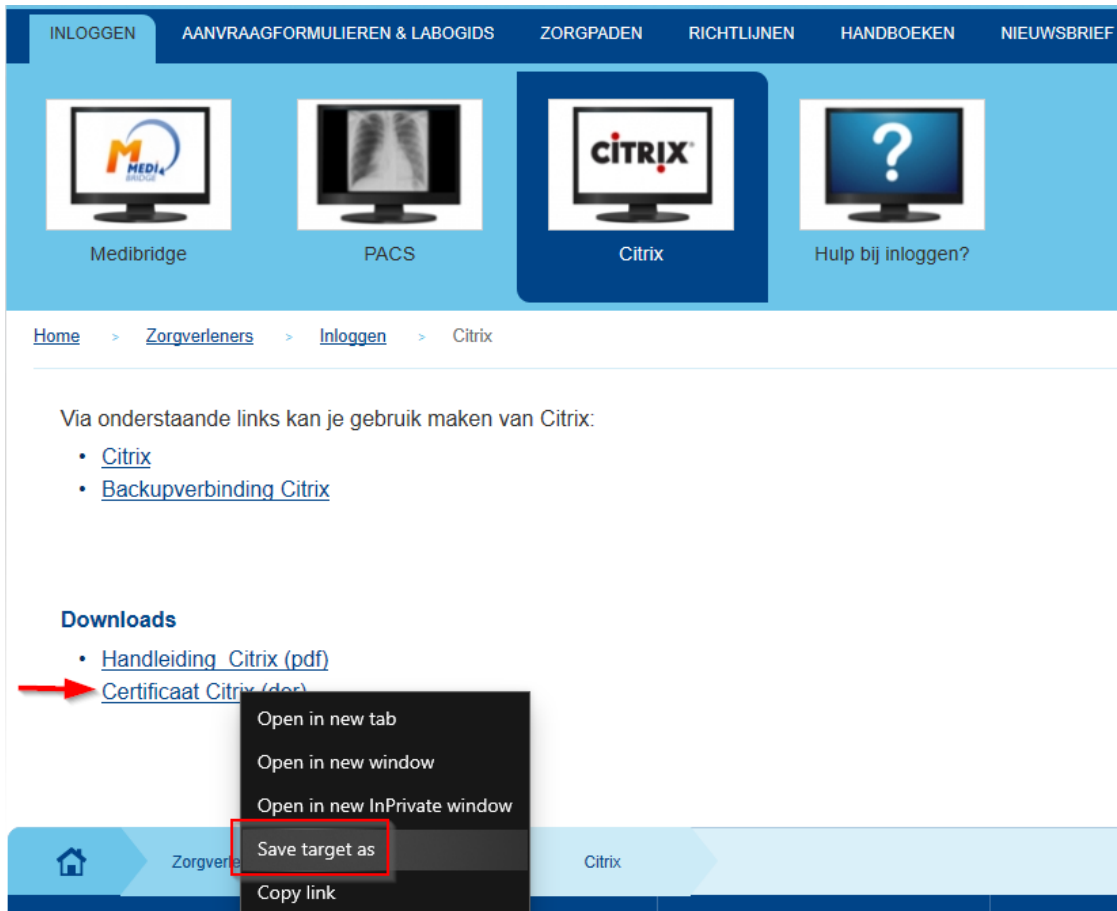 INLOGGEN AANVRAAGFORMULIEREN & LABOGIDS ZORGPADEN RICHTLIJNEN HANDBOEKEN NIEUWSBRIEF
MEDI
BRIDGE
CITRIX
?
Medibridge PACS Citrix Hulp bij inloggen?
Home > Zorgverleners > Inloggen > Citrix
Via onderstaande links kan je gebruik maken van Citrix:
• Citrix
• Backupverbinding Citrix
Downloads
• Handleiding Citrix (pdf)
Certificaat Citrix (der)
Open in new tab
Open in new window
Open in new InPrivate window
Save target as
Zorgverle Citrix
Copy link